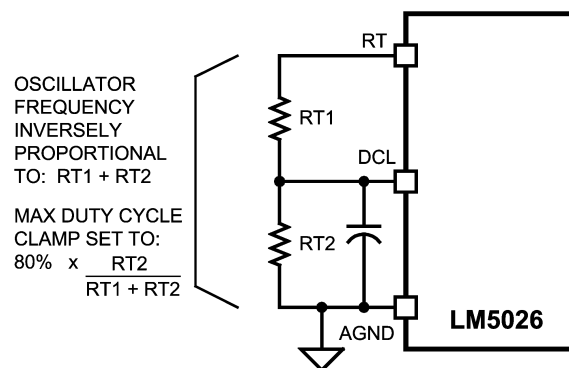 RT
OSCILLATOR
FREQUENCY
INVERSELY
PROPORTIONAL
TO: RT1 + RT2
RT1
DCL
MAX DUTY CYCLE
CLAMP SET TO:
80% x RT2
RT1 + RT2
RT2
AGND
LM5026